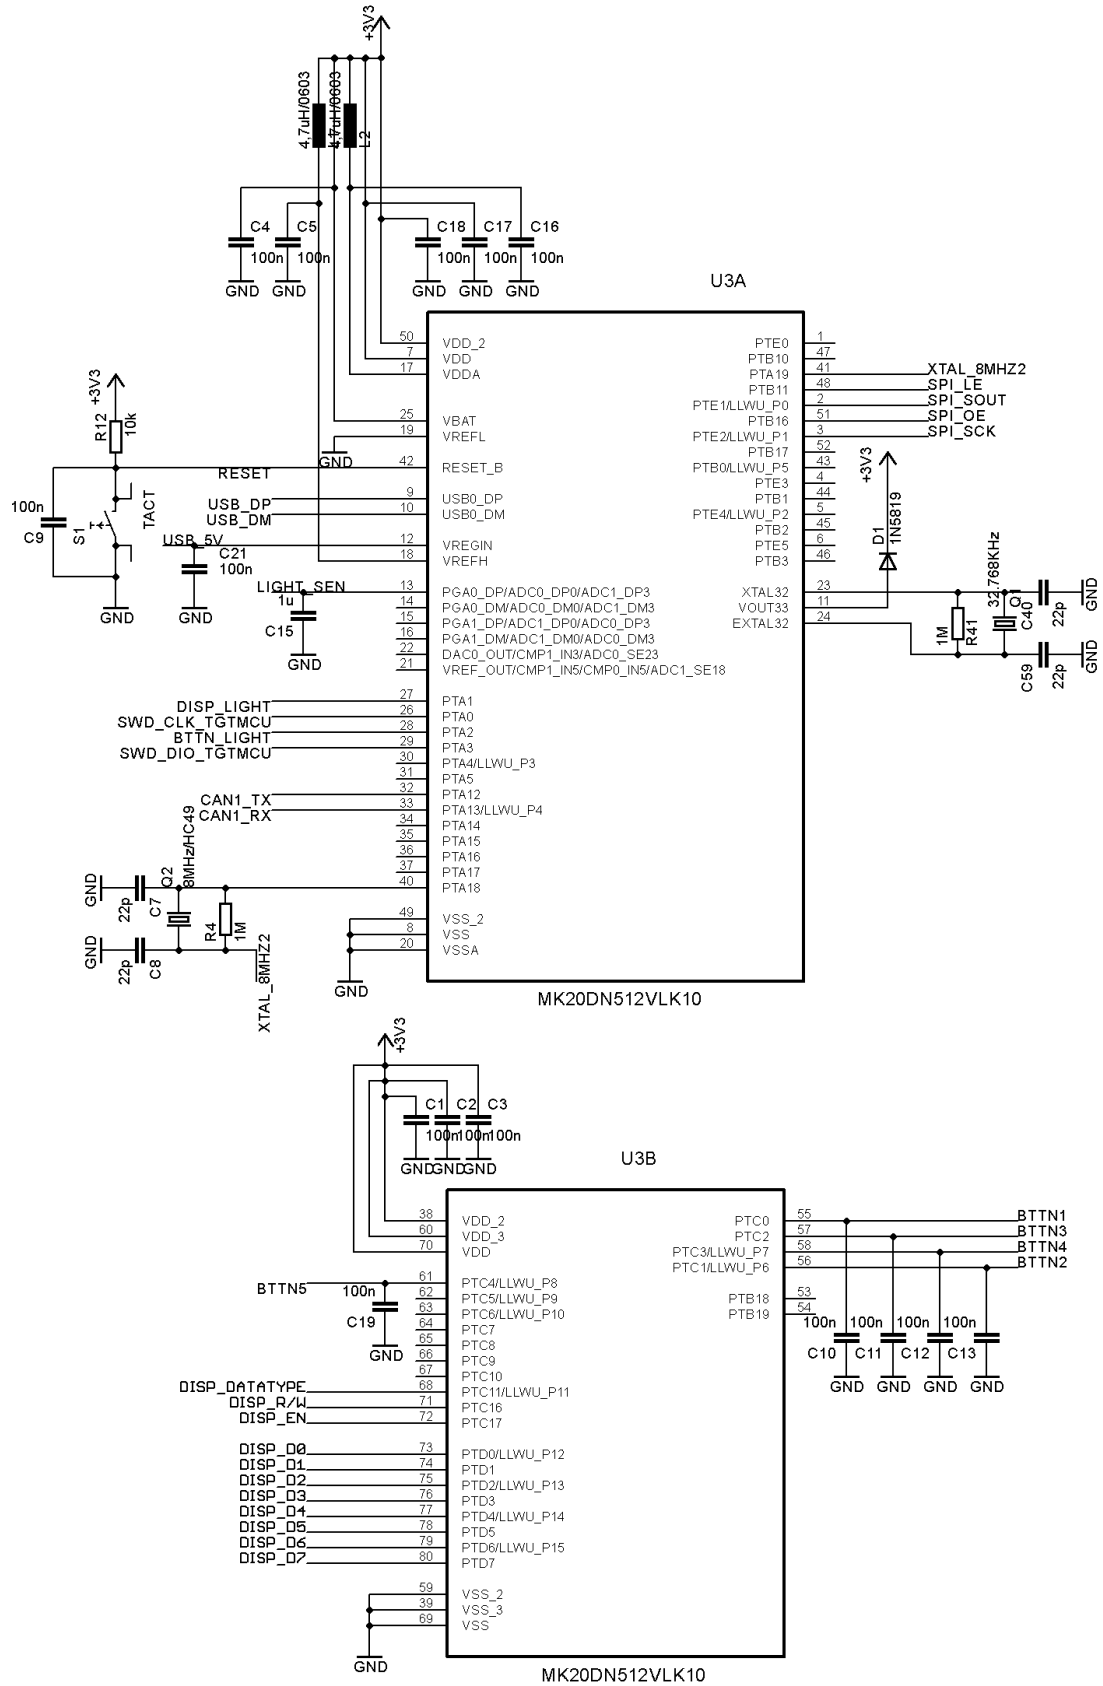 +3V3
4,7uH/0603
4,7uH/0603
L2
C4
100n
GND
C5
100n
GND
C18
100n
GND
C17
100n
GND
C16
100n
GND
U3A
50 VDD_2
7 VDD
17 VDDA
25 VBAT
19 VREFL
GND
42 RESET_B
9 USB0_DP
10 USB0_DM
12 VREGIN
18 VREFH
13 PGA0_DP/ADC0_DP0/ADC1_DP3
14 PGA0_DM/ADC0_DM0/ADC1_DM3
15 PGA1_DP/ADC1_DP0/ADC0_DP3
16 PGA1_DM/ADC1_DM0/ADC0_DM3
22 DAC0_OUT/CMP1_IN3/ADC0_SE23
21 VREF_OUT/CMP1_IN5/CMP0_IN5/ADC1_SE18
27 PTA1
26 PTA0
28 PTA2
29 PTA3
30 PTA4/LLWU_P3
31 PTA5
32 PTA12
33 PTA13/LLWU_P4
34 PTA14
35 PTA15
36 PTA16
37 PTA17
40 PTA18
49 VSS_2
8 VSS
20 VSSA
GND
PTE0 1
PTB10 47
PTA19 41 XTAL_8MHZ2
PTB11 48 SPI_LE
PTE1/LLWU_P0 2 SPI_SOUT
PTB16 51 SPI_OE
PTE2/LLWU_P1 3 SPI_SCK
PTB17 52
PTB0/LLWU_P5 43
PTE3 4
PTB1 44
PTE4/LLWU_P2 5
PTB2 45
PTE5 6
PTB3 46
XTAL32 23
VOUT33 11
EXTAL32 24
+3V3
D1
1N5819
1M
R41
32.768KHz
Q1
C40
22p
GND
C59
22p
GND
+3V3
R12
10k
RESET
100n
C9
S1
TACT
GND
USB_DP
USB_DM
USB_5V
C21
100n
GND
LIGHT_SEN
1u
C15
GND
DISP_LIGHT
SWD_CLK_TGTMCU
BTTN_LIGHT
SWD_DIO_TGTMCU
CAN1_TX
CAN1_RX
Q2
8MHz/HC49
GND
22p
C7
R4
1M
GND
22p
C8
XTAL_8MHZ2
MK20DN512VLK10
+3V3
C1
100n
GND
C2
100n
GND
C3
100n
GND
U3B
38 VDD_2
60 VDD_3
70 VDD
BTTN5 61 PTC4/LLWU_P8
62 PTC5/LLWU_P9
63 PTC6/LLWU_P10
64 PTC7
65 PTC8
66 PTC9
67 PTC10
DISP_DATATYPE 68 PTC11/LLWU_P11
DISP_R/W 71 PTC16
DISP_EN 72 PTC17
DISP_D0 73 PTD0/LLWU_P12
DISP_D1 74 PTD1
DISP_D2 75 PTD2/LLWU_P13
DISP_D3 76 PTD3
DISP_D4 77 PTD4/LLWU_P14
DISP_D5 78 PTD5
DISP_D6 79 PTD6/LLWU_P15
DISP_D7 80 PTD7
59 VSS_2
39 VSS_3
69 VSS
GND
100n
C19
GND
PTC0 55 BTTN1
PTC2 57 BTTN3
PTC3/LLWU_P7 58 BTTN4
PTC1/LLWU_P6 56 BTTN2
PTB18 53
PTB19 54
100n 100n 100n 100n
C10 C11 C12 C13
GND GND GND GND
MK20DN512VLK10